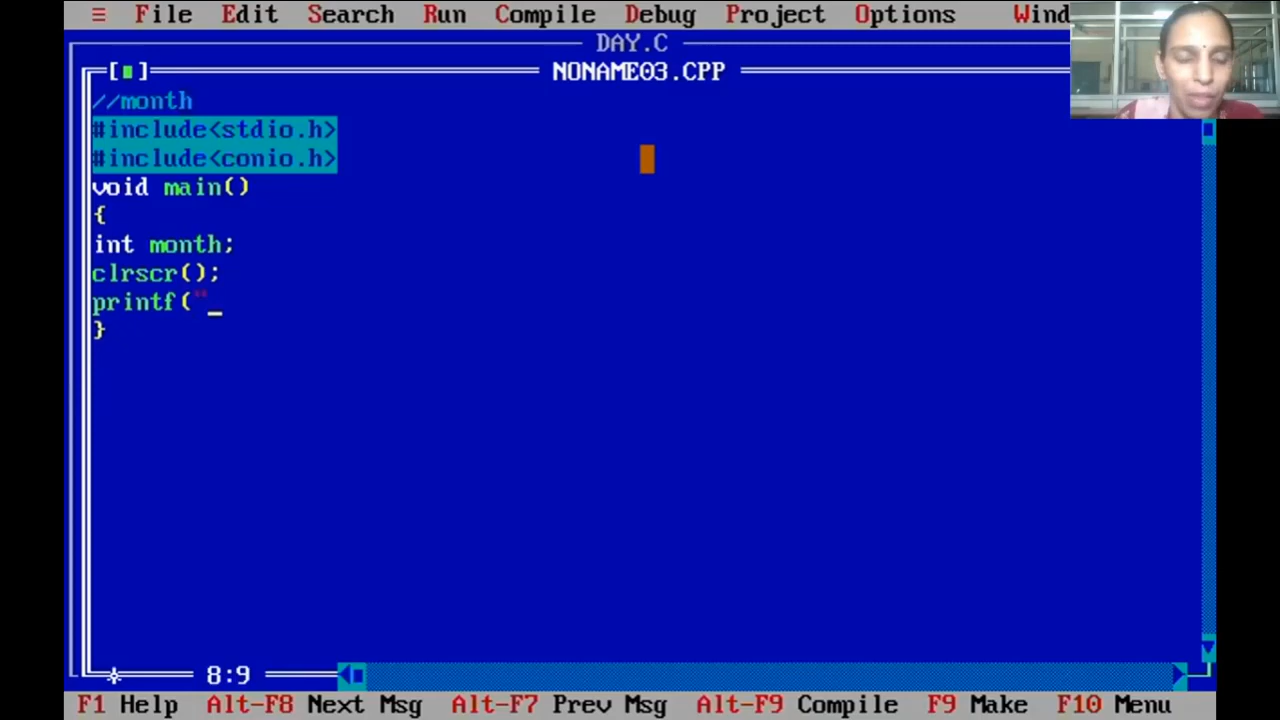 ≡ File Edit Search Run Compile Debug Project Options Wind
DAY.C
[■] NONAME03.CPP
//month
#include<stdio.h>
#include<conio.h>
void main()
{
int month;
clrscr();
printf("_
}
8:9
F1 Help Alt-F8 Next Msg Alt-F7 Prev Msg Alt-F9 Compile F9 Make F10 Menu